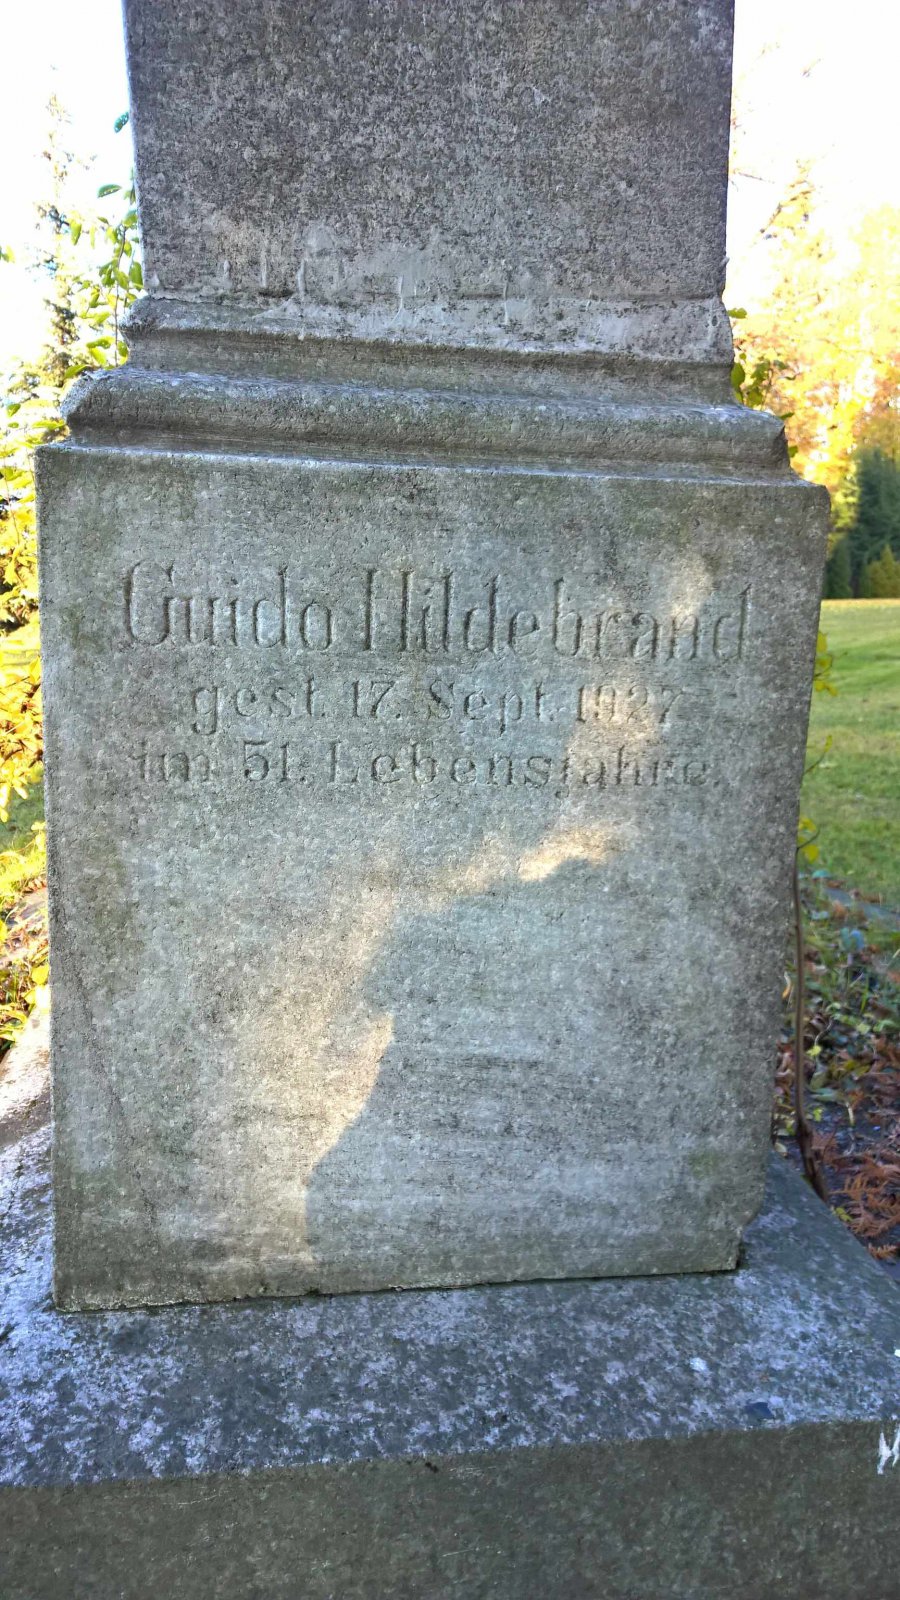 Guido Hildebrand
gest. 17. Sept. 1927
im 51. Lebensjahre.